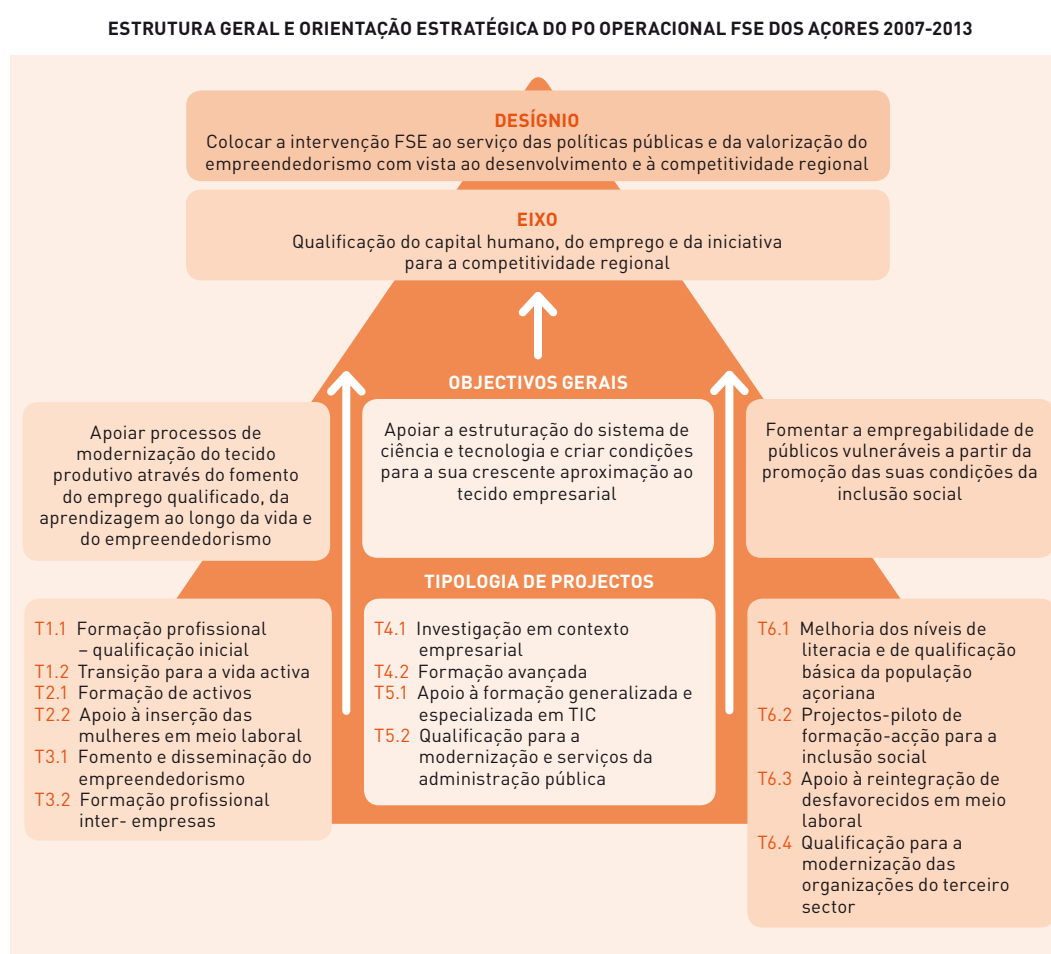 ESTRUTURA GERAL E ORIENTAÇÃO ESTRATÉGICA DO PO OPERACIONAL FSE DOS AÇORES 2007-2013
DESÍGNIO
Colocar a intervenção FSE ao serviço das políticas públicas e da valorização do
empreendedorismo com vista ao desenvolvimento e à competitividade regional
EIXO
Qualificação do capital humano, do emprego e da iniciativa
para a competitividade regional
OBJECTIVOS GERAIS
Apoiar processos de
modernização do tecido
produtivo através do fomento
do emprego qualificado, da
aprendizagem ao longo da vida e
do empreendedorismo
Apoiar a estruturação do sistema de
ciência e tecnologia e criar condições
para a sua crescente aproximação ao
tecido empresarial
Fomentar a empregabilidade de
públicos vulneráveis a partir da
promoção das suas condições da
inclusão social
TIPOLOGIA DE PROJECTOS
T1.1 Formação profissional
– qualificação inicial
T1.2 Transição para a vida activa
T2.1 Formação de activos
T2.2 Apoio à inserção das
mulheres em meio laboral
T3.1 Fomento e disseminação do
empreendedorismo
T3.2 Formação profissional
inter- empresas
T4.1 Investigação em contexto
empresarial
T4.2 Formação avançada
T5.1 Apoio à formação generalizada e
especializada em TIC
T5.2 Qualificação para a
modernização e serviços da
administração pública
T6.1 Melhoria dos níveis de
literacia e de qualificação
básica da população
açoriana
T6.2 Projectos-piloto de
formação-acção para a
inclusão social
T6.3 Apoio à reintegração de
desfavorecidos em meio
laboral
T6.4 Qualificação para a
modernização das
organizações do terceiro
sector